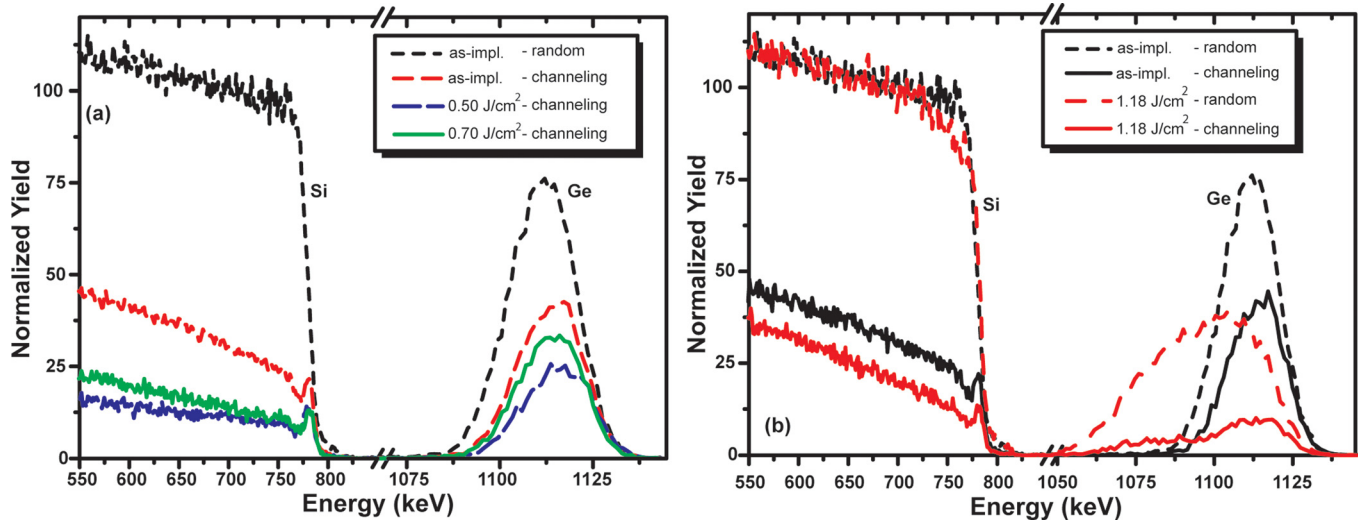 as-impl. - random
as-impl. - channeling
0.50 J/cm² - channeling
0.70 J/cm² - channeling
(a)
Si
Ge
Normalized Yield
100
75
50
25
0
550 600 650 700 750 800 1075 1100 1125
Energy (keV)
as-impl. - random
as-impl. - channeling
1.18 J/cm² - random
1.18 J/cm² - channeling
Si
Ge
(b)
Normalized Yield
100
75
50
25
0
550 600 650 700 750 800 1050 1075 1100 1125
Energy (keV)